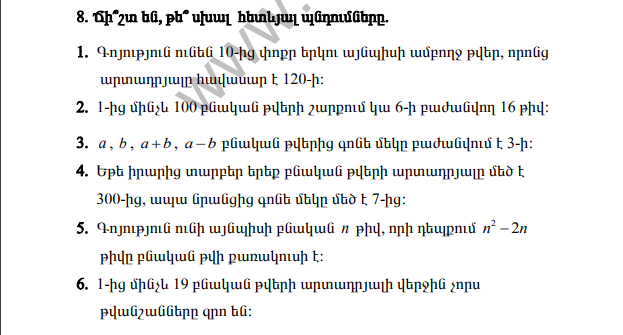 8. Ճի՞շտ են, թե՞ սխալ հետևյալ պնդումները.
1. Գոյություն ունեն 10-ից փոքր երկու այնպիսի ամբողջ թվեր, որոնց
արտադրյալը հավասար է 120-ի:
2. 1-ից մինչև 100 բնական թվերի շարքում կա 6-ի բաժանվող 16 թիվ:
3. a, b, a+b, a−b բնական թվերից գոնե մեկը բաժանվում է 3-ի:
4. Եթե իրարից տարբեր երեք բնական թվերի արտադրյալը մեծ է
300-ից, ապա նրանցից գոնե մեկը մեծ է 7-ից:
5. Գոյություն ունի այնպիսի բնական n թիվ, որի դեպքում n² − 2n
թիվը բնական թվի քառակուսի է:
6. 1-ից մինչև 19 բնական թվերի արտադրյալի վերջին չորս
թվանշանները զրո են:
www.